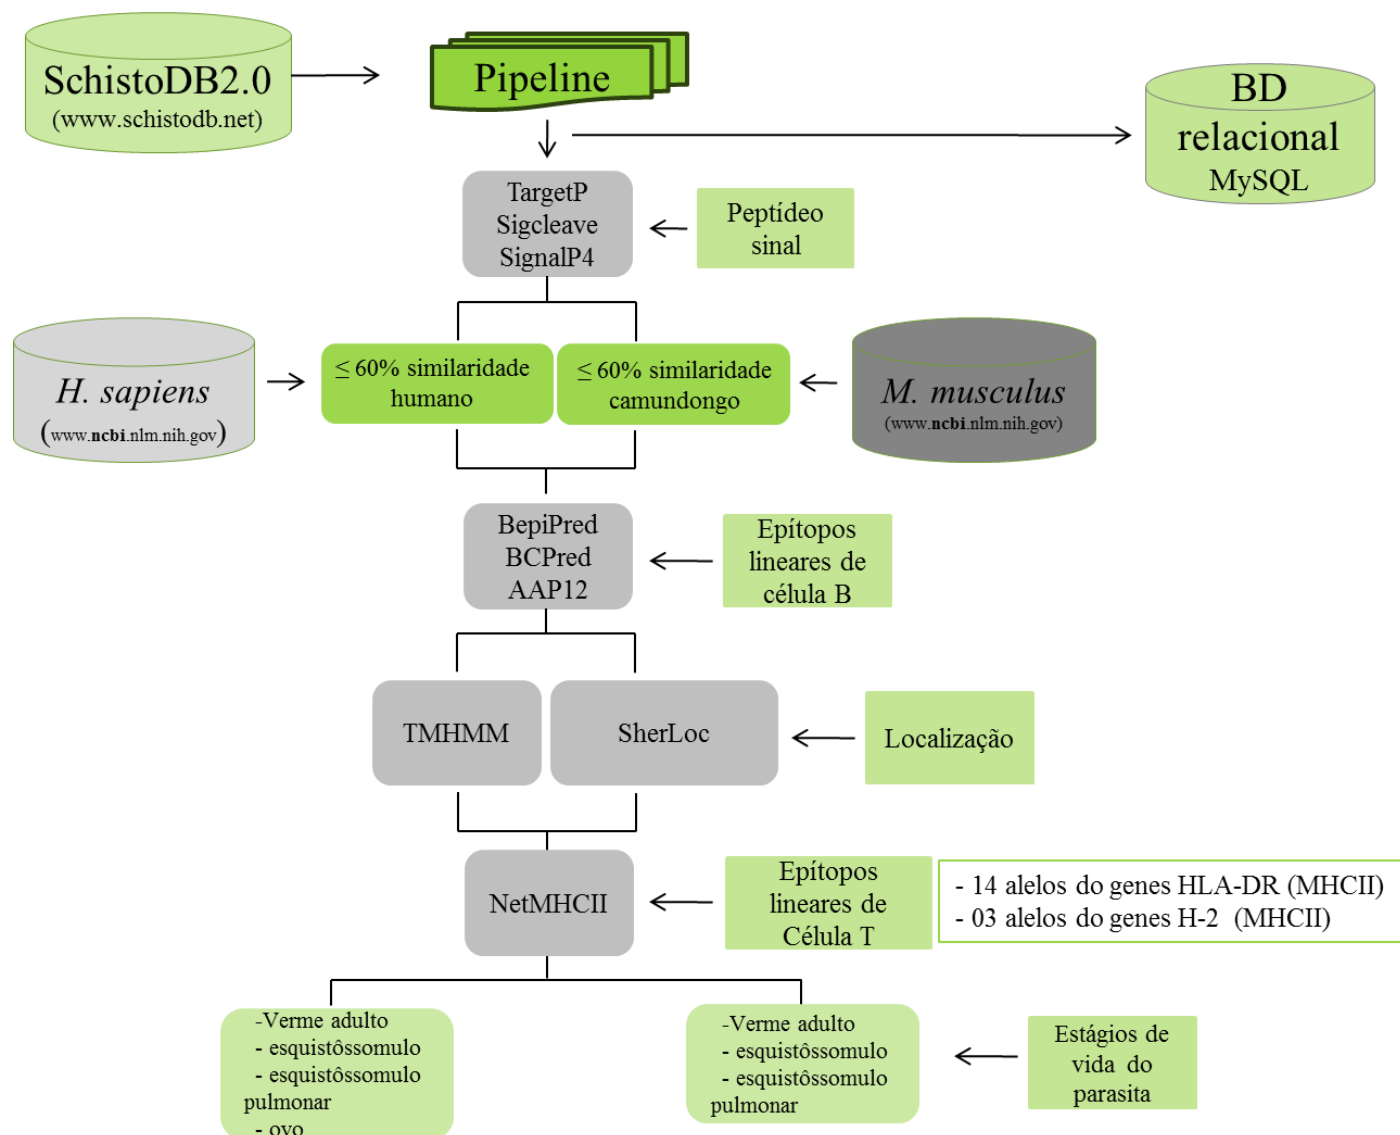 SchistoDB2.0
(www.schistodb.net)
Pipeline
BD
relacional
MySQL
TargetP
Sigcleave
SignalP4
Peptídeo
sinal
H. sapiens
(www.ncbi.nlm.nih.gov)
≤ 60% similaridade
humano
≤ 60% similaridade
camundongo
M. musculus
(www.ncbi.nlm.nih.gov)
BepiPred
BCPred
AAP12
Epítopos
lineares de
célula B
TMHMM
SherLoc
Localização
NetMHCII
Epítopos
lineares de
Célula T
- 14 alelos do genes HLA-DR (MHCII)
- 03 alelos do genes H-2 (MHCII)
-Verme adulto
- esquistôssomulo
- esquistôssomulo
pulmonar
- ovo
-Verme adulto
- esquistôssomulo
- esquistôssomulo
pulmonar
Estágios de
vida do
parasita